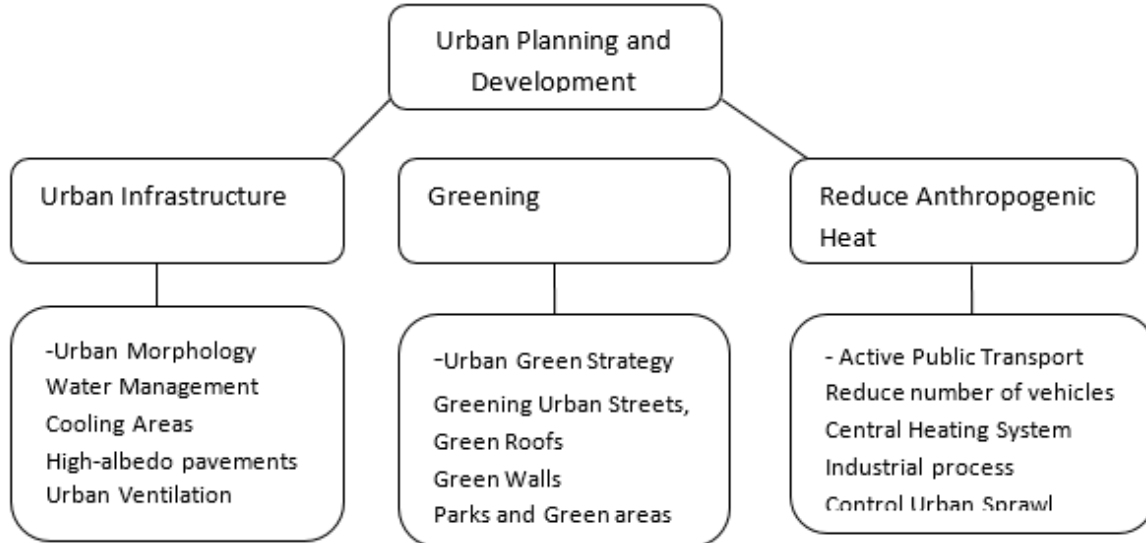 Urban Planning and
Development
Urban Infrastructure
Greening
Reduce Anthropogenic
Heat
-Urban Morphology
Water Management
Cooling Areas
High-albedo pavements
Urban Ventilation
-Urban Green Strategy
Greening Urban Streets,
Green Roofs
Green Walls
Parks and Green areas
- Active Public Transport
Reduce number of vehicles
Central Heating System
Industrial process
Control Urban Sprawl